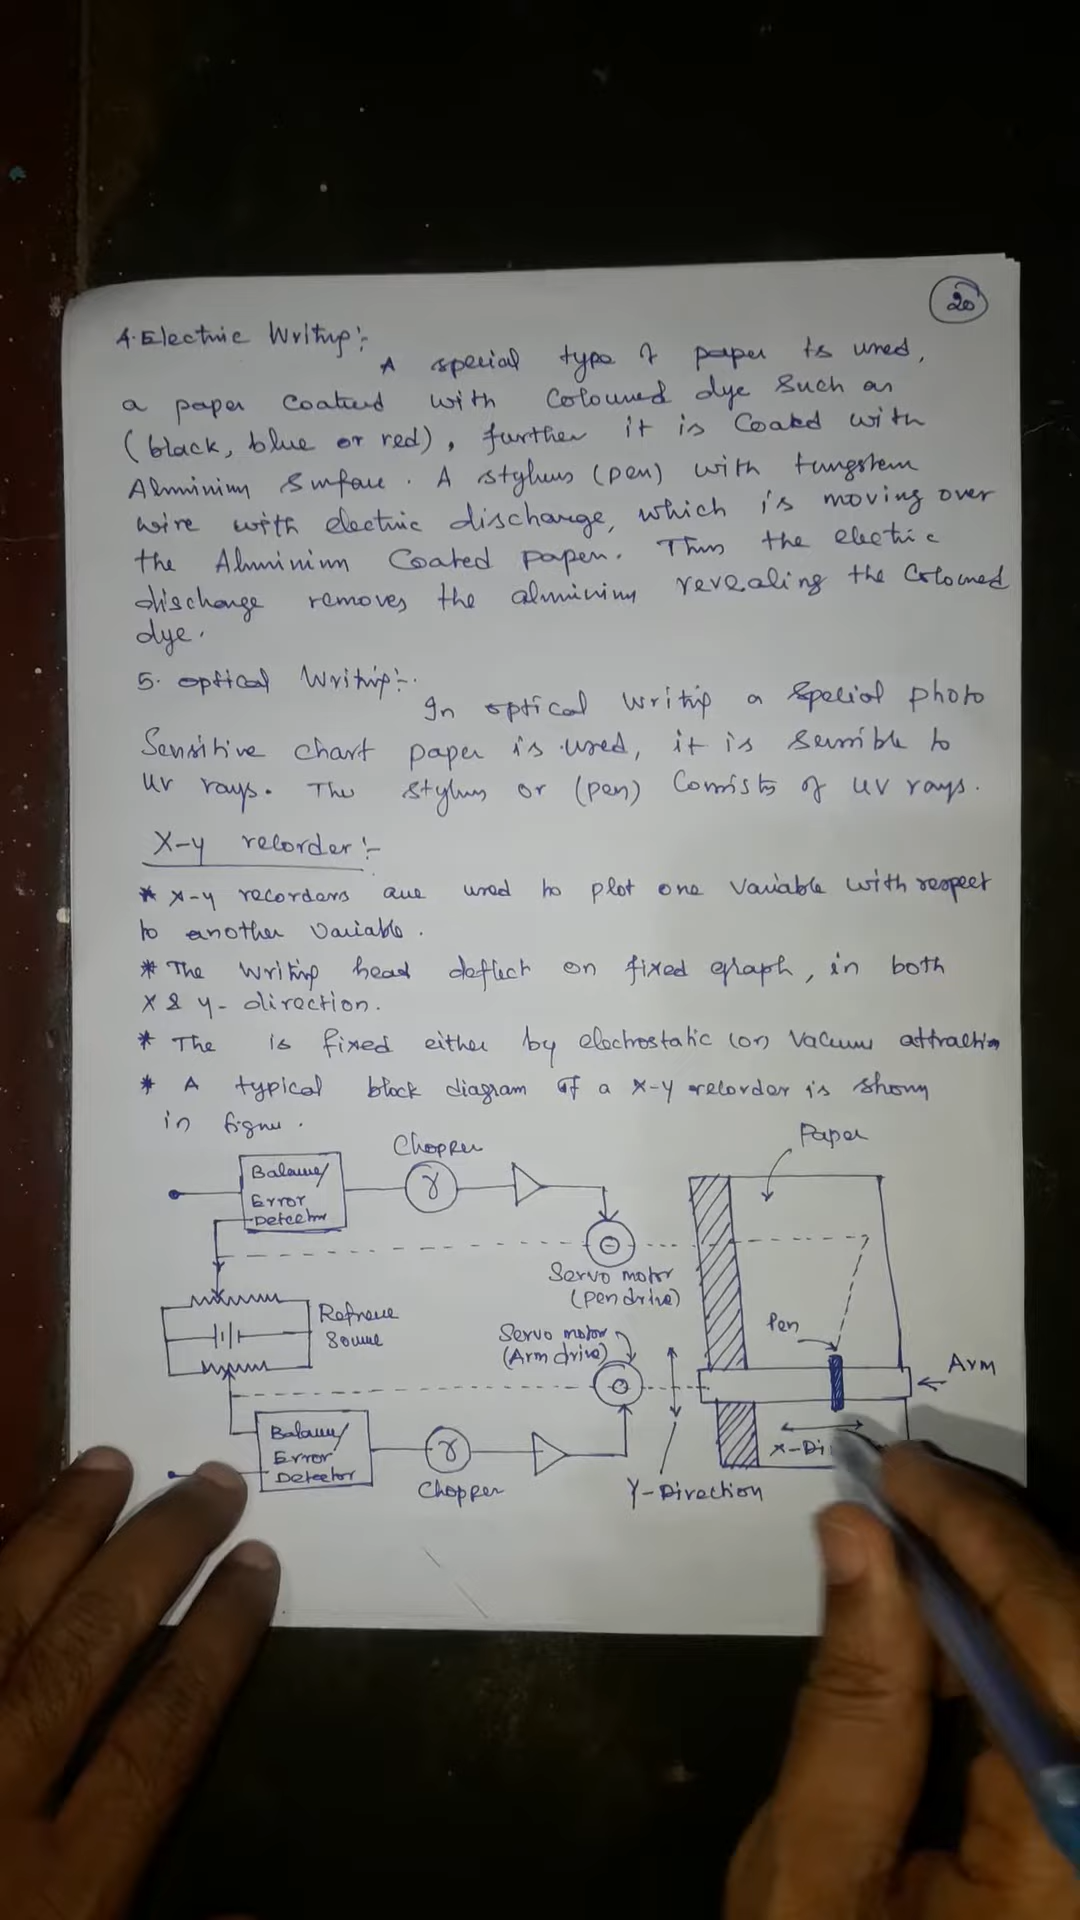 20
4. Electric Writing:-
A special type of paper is used,
a paper coated with coloured dye such as
(black, blue or red), further it is coated with
Aluminium surface. A stylus (pen) with tungsten
wire with electric discharge, which is moving over
the Aluminium coated paper. Thus the electric
discharge removes the aluminium revealing the coloured
dye.
5. optical Writing:-
In optical writing a special photo
Sensitive chart paper is used, it is sensible to
UV rays. The stylus or (pen) consists of UV rays.
X-y recorder:-
* x-y recorders are used to plot one variable with respect
to another variable.
* The writing head deflect on fixed graph, in both
X & y- direction.
* The is fixed either by electrostatic (or) vacuum attraction
* A typical block diagram of a x-y recorder is shown
in figure.
Chopper
Paper
Balance/
Error
Detector
Servo motor
(pen drive)
Refrence
Source
Servo motor
(Arm drive)
Pen
Arm
Balance/
Error
Detector
Chopper
X-Di
Y-Direction